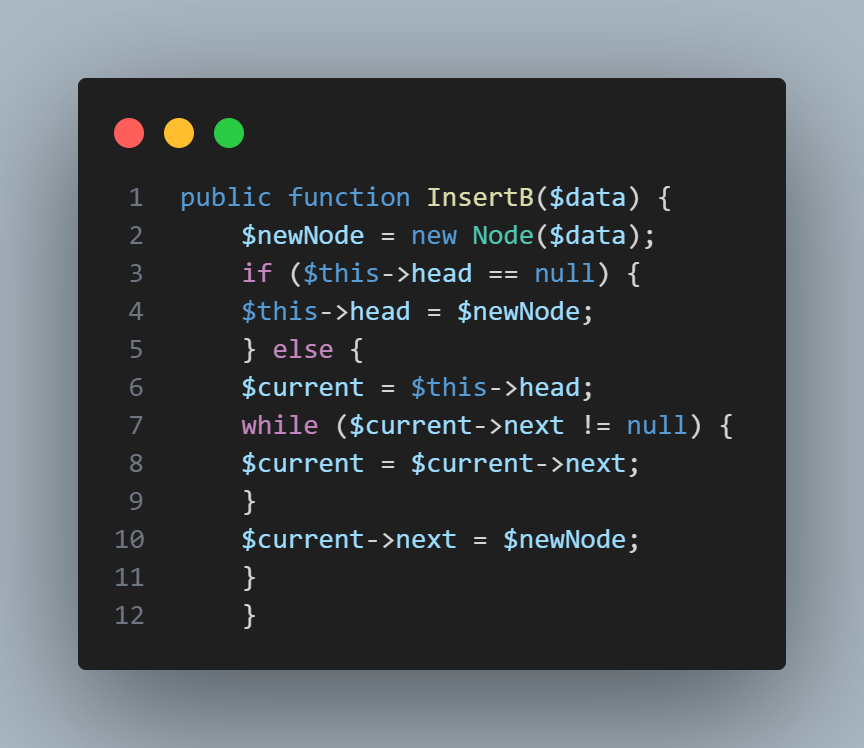 1 public function InsertB($data) {
2     $newNode = new Node($data);
3     if ($this->head == null) {
4     $this->head = $newNode;
5     } else {
6     $current = $this->head;
7     while ($current->next != null) {
8     $current = $current->next;
9     }
10     $current->next = $newNode;
11     }
12     }